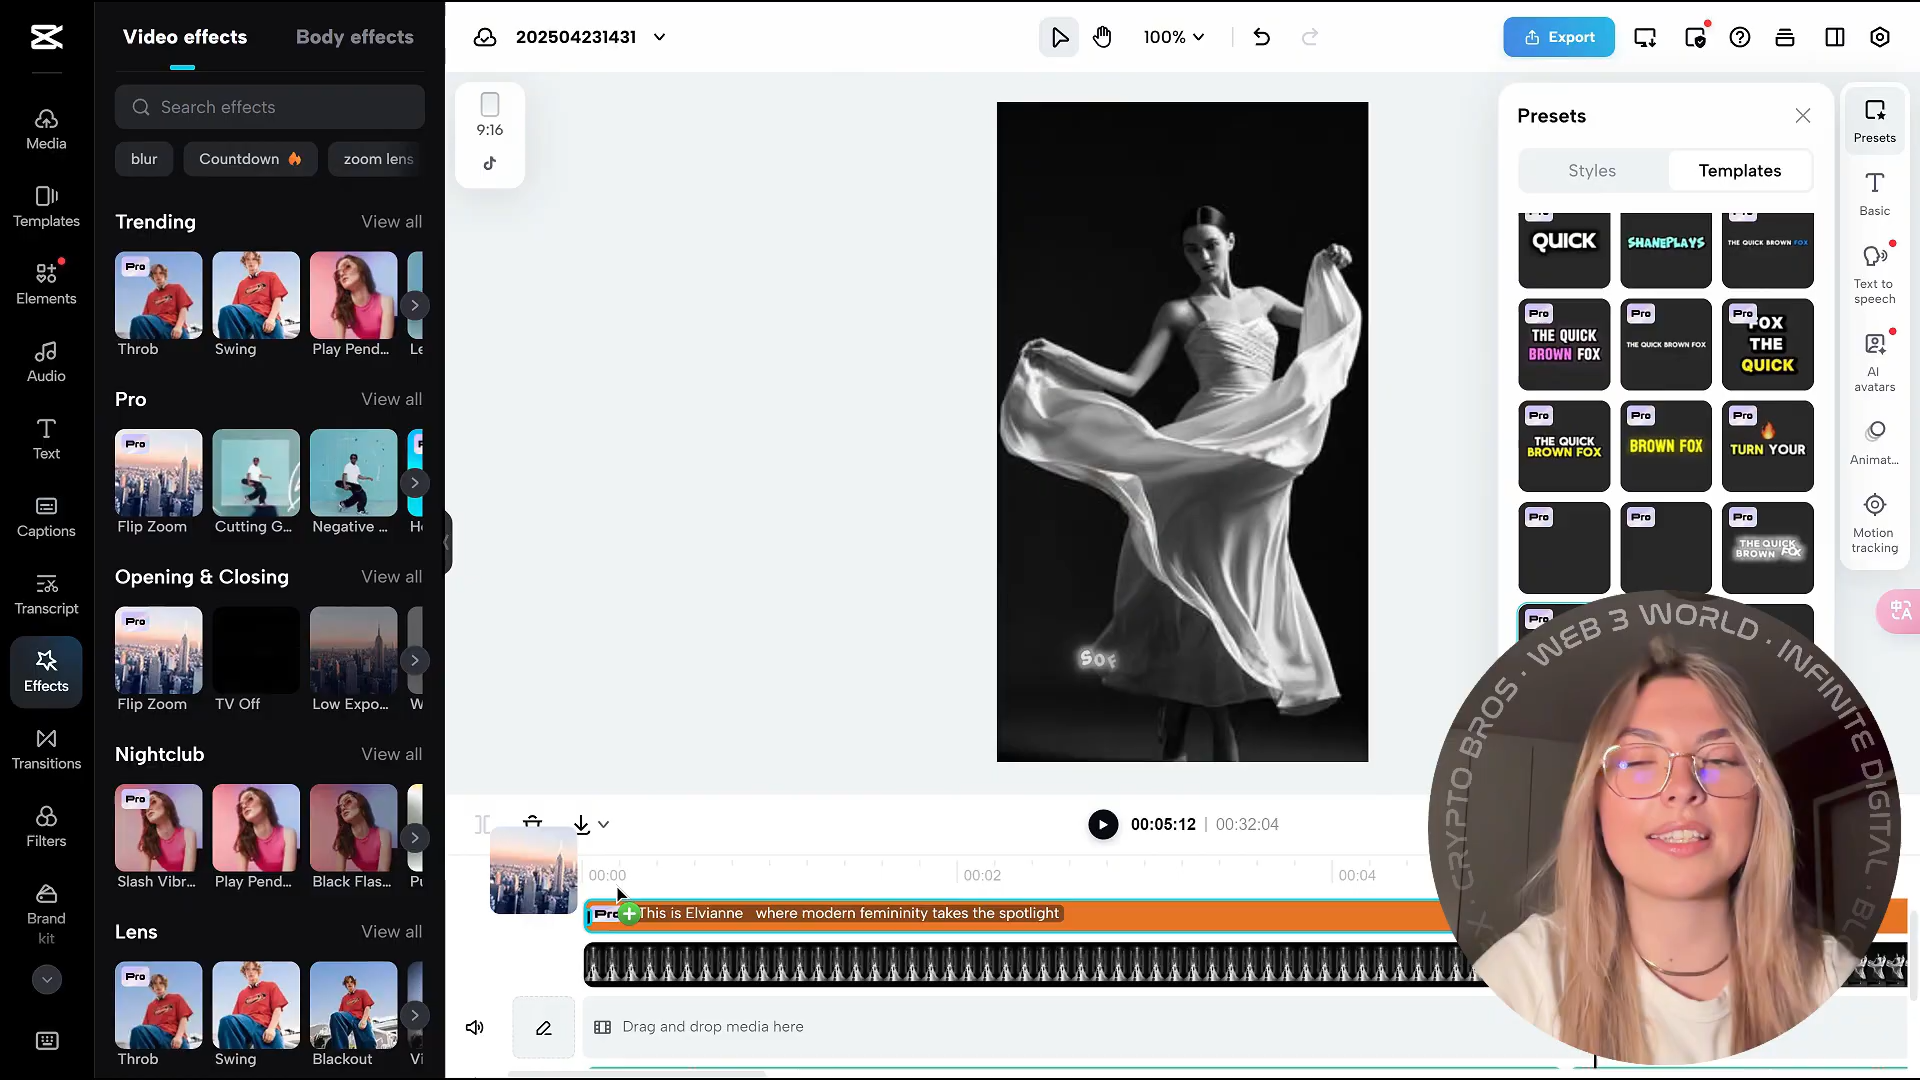 Video effects
Body effects
202504231431
100%
Export
Search effects
blur
Countdown
zoom lens
Media
Templates
Elements
Audio
Text
Captions
Transcript
Effects
Transitions
Filters
Brand
kit
Trending
View all
Pro
Throb
Swing
Play Pend...
Pro
View all
Pro
Flip Zoom
Cutting G...
Negative ...
Opening & Closing
View all
Pro
Flip Zoom
TV Off
Low Expo...
Nightclub
View all
Pro
Slash Vibr...
Play Pend...
Black Flas...
Lens
View all
Pro
Throb
Swing
Blackout
9:16
SOF
Presets
Styles
Templates
QUICK
SHANEPLAYS
THE QUICK BROWN FOX
Pro
THE QUICK
BROWN FOX
Pro
THE QUICK BROWN FOX
Pro
FOX
THE
QUICK
Pro
THE QUICK
BROWN FOX
Pro
BROWN FOX
Pro
TURN YOUR
Pro
Pro
Pro
THE QUICK
BROWN FOX
Pro
Presets
Basic
Text to
speech
AI
avatars
Animat...
Motion
tracking
中A
00:05:12 | 00:32:04
00:00
00:02
00:04
Pro
This is Elvianne where modern femininity takes the spotlight
Drag and drop media here
CRYPTO BROS. · WEB 3 WORLD · INFINITE DIGITAL ·